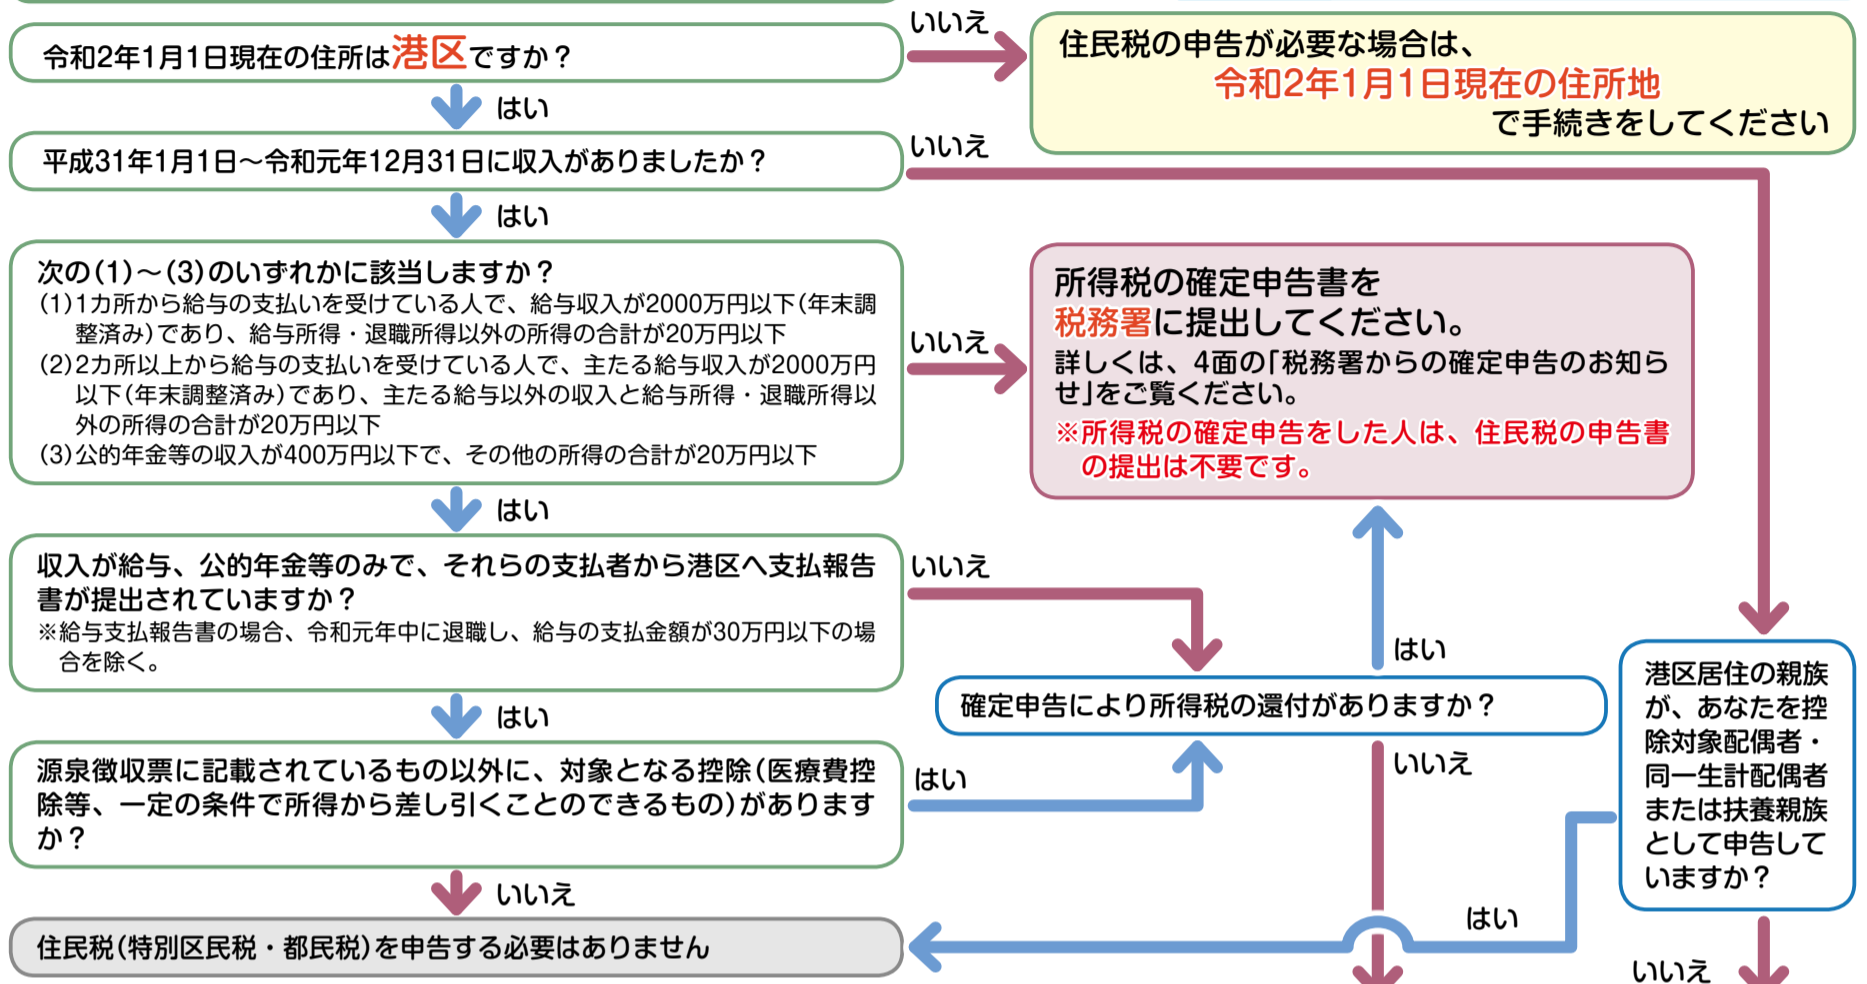 令和2年1月1日現在の住所は港区ですか？
いいえ
住民税の申告が必要な場合は、
令和2年1月1日現在の住所地
で手続きをしてください
はい
平成31年1月1日～令和元年12月31日に収入がありましたか？
いいえ
はい
次の(1)～(3)のいずれかに該当しますか？
(1)1カ所から給与の支払いを受けている人で、給与収入が2000万円以下(年末調
整済み)であり、給与所得・退職所得以外の所得の合計が20万円以下
(2)2カ所以上から給与の支払いを受けている人で、主たる給与収入が2000万円
以下(年末調整済み)であり、主たる給与以外の収入と給与所得・退職所得以
外の所得の合計が20万円以下
(3)公的年金等の収入が400万円以下で、その他の所得の合計が20万円以下
いいえ
所得税の確定申告書を
税務署に提出してください。
詳しくは、4面の「税務署からの確定申告のお知ら
せ」をご覧ください。
※所得税の確定申告をした人は、住民税の申告書
の提出は不要です。
はい
収入が給与、公的年金等のみで、それらの支払者から港区へ支払報告
書が提出されていますか？
※給与支払報告書の場合、令和元年中に退職し、給与の支払金額が30万円以下の場
合を除く。
いいえ
はい
確定申告により所得税の還付がありますか？
はい
いいえ
源泉徴収票に記載されているもの以外に、対象となる控除(医療費控
除等、一定の条件で所得から差し引くことのできるもの)があります
か？
はい
いいえ
港区居住の親族
が、あなたを控
除対象配偶者・
同一生計配偶者
または扶養親族
として申告して
いますか？
はい
いいえ
住民税(特別区民税・都民税)を申告する必要はありません